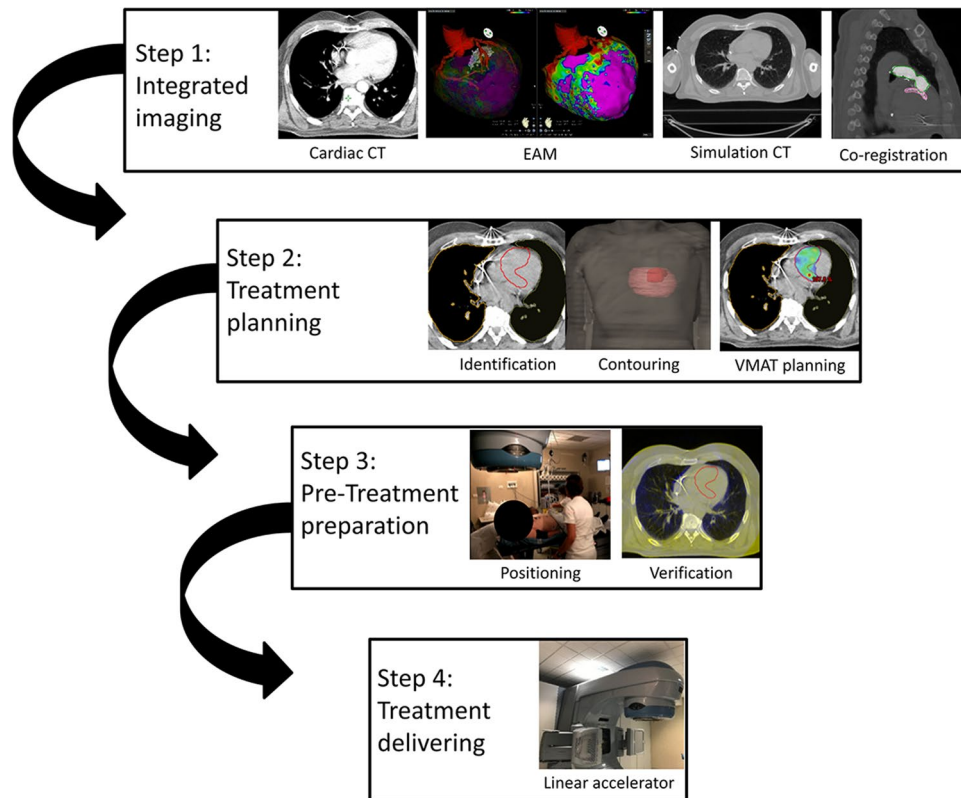 Step 1:
Integrated
imaging
Cardiac CT
EAM
Simulation CT
Co-registration
Step 2:
Treatment
planning
Identification
Contouring
VMAT planning
Step 3:
Pre-Treatment
preparation
Positioning
Verification
Step 4:
Treatment
delivering
Linear accelerator